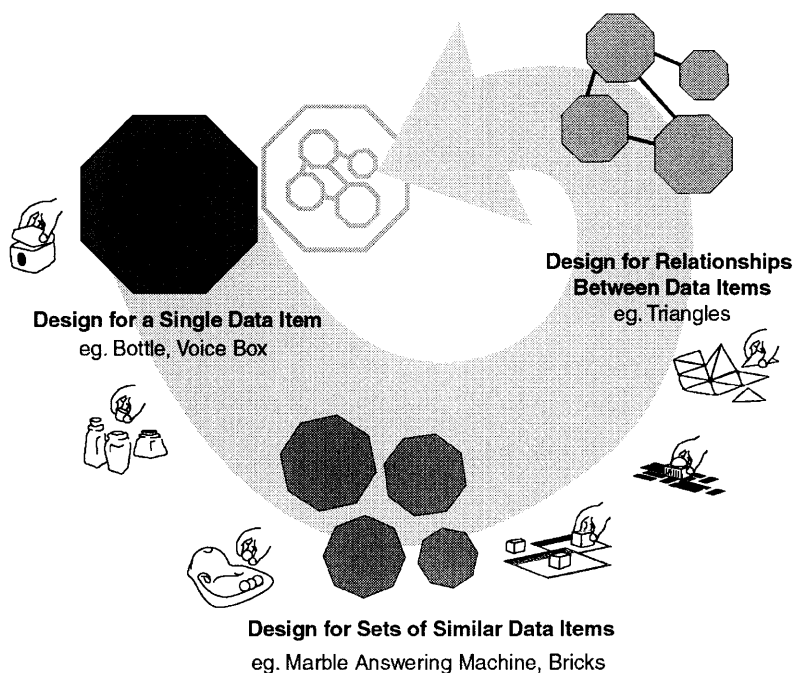 Design for Relationships
Between Data Items
eg. Triangles
Design for a Single Data Item
eg. Bottle, Voice Box
Design for Sets of Similar Data Items
eg. Marble Answering Machine, Bricks